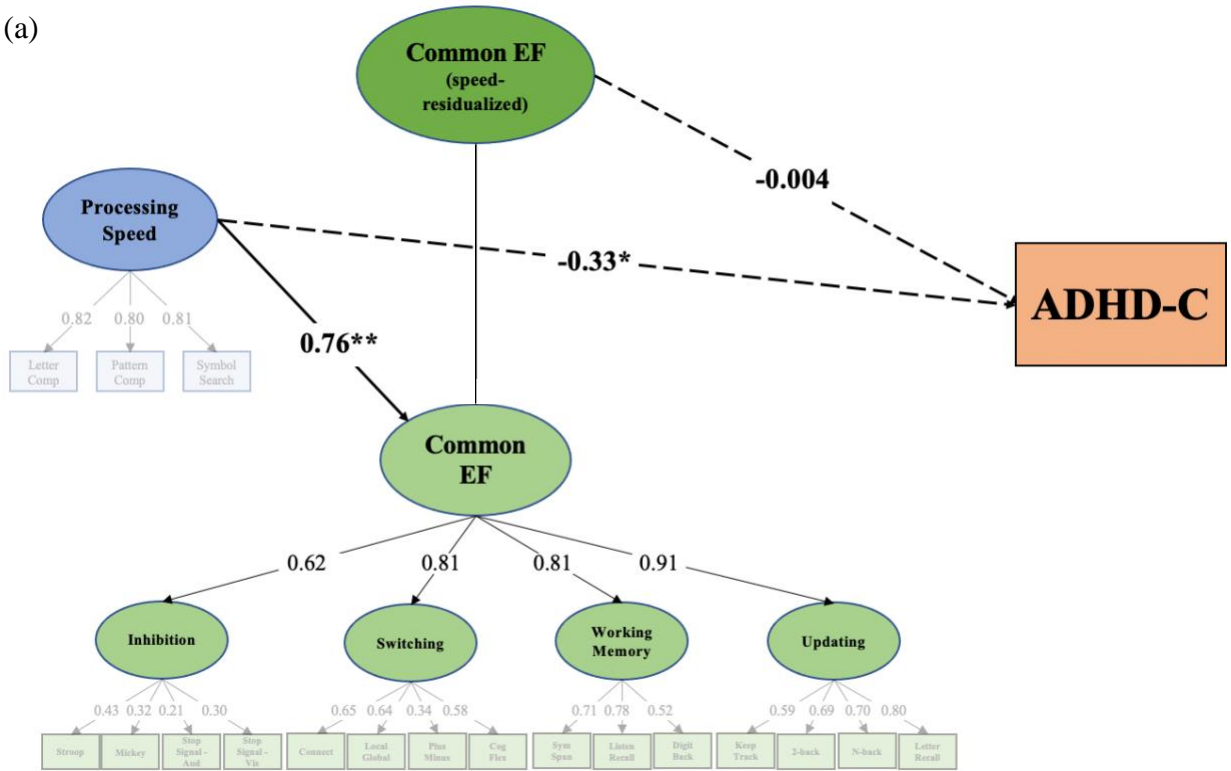 (a)
Common EF
(speed-
residualized)
-0.004
Processing
Speed
-0.33*
ADHD-C
0.82 0.80 0.81
0.76**
Letter
Comp
Pattern
Comp
Symbol
Search
Common
EF
0.62
0.81
0.81
0.91
Inhibition
Switching
Working
Memory
Updating
0.43 0.32 0.21 0.30
0.65 0.64 0.34 0.58
0.71 0.78 0.52
0.59 0.69 0.70 0.80
Stroop
Mickey
Stop
Signal -
Aud
Stop
Signal -
Vis
Connect
Local
Global
Plus
Minus
Cog
Flex
Sym
Span
Listen
Recall
Digit
Back
Keep
Track
2-back
N-back
Letter
Recall